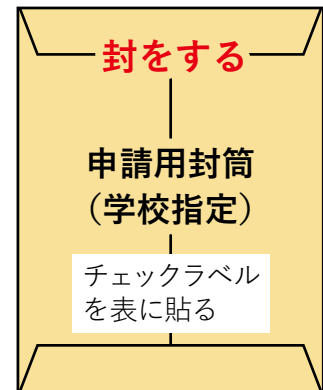 封をする
申請用封筒
（学校指定）
チェックラベル
を表に貼る